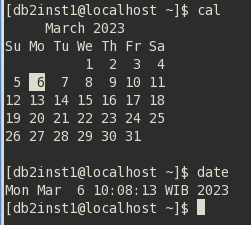 [db2inst1@localhost ~]$ cal
     March 2023
Su Mo Tu We Th Fr Sa
          1  2  3  4
 5  6  7  8  9 10 11
12 13 14 15 16 17 18
19 20 21 22 23 24 25
26 27 28 29 30 31

[db2inst1@localhost ~]$ date
Mon Mar  6 10:08:13 WIB 2023
[db2inst1@localhost ~]$